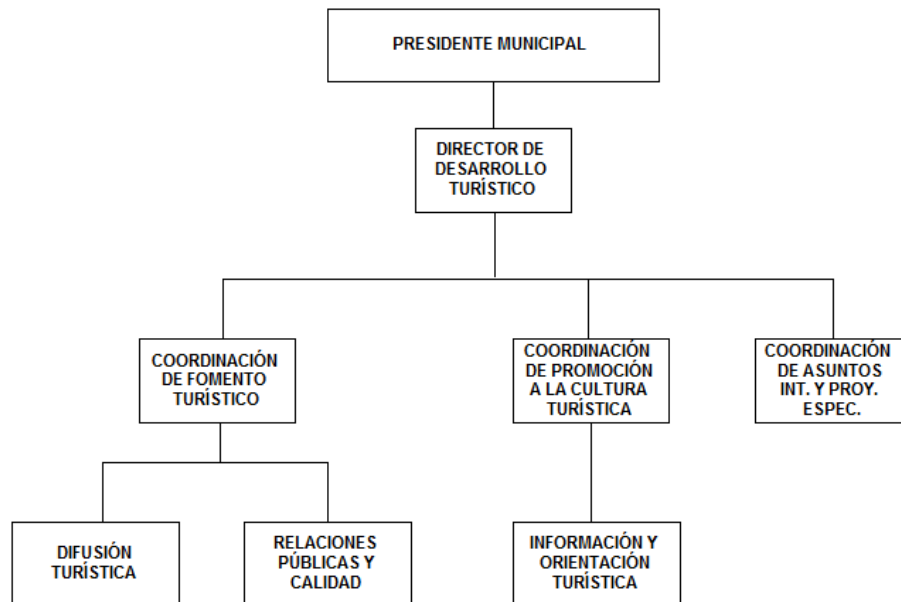 PRESIDENTE MUNICIPAL
DIRECTOR DE
DESARROLLO
TURÍSTICO
COORDINACIÓN
DE FOMENTO
TURÍSTICO
COORDINACIÓN
DE PROMOCIÓN
A LA CULTURA
TURÍSTICA
COORDINACIÓN
DE ASUNTOS
INT. Y PROY.
ESPEC.
DIFUSIÓN
TURÍSTICA
RELACIONES
PÚBLICAS Y
CALIDAD
INFORMACIÓN Y
ORIENTACIÓN
TURÍSTICA